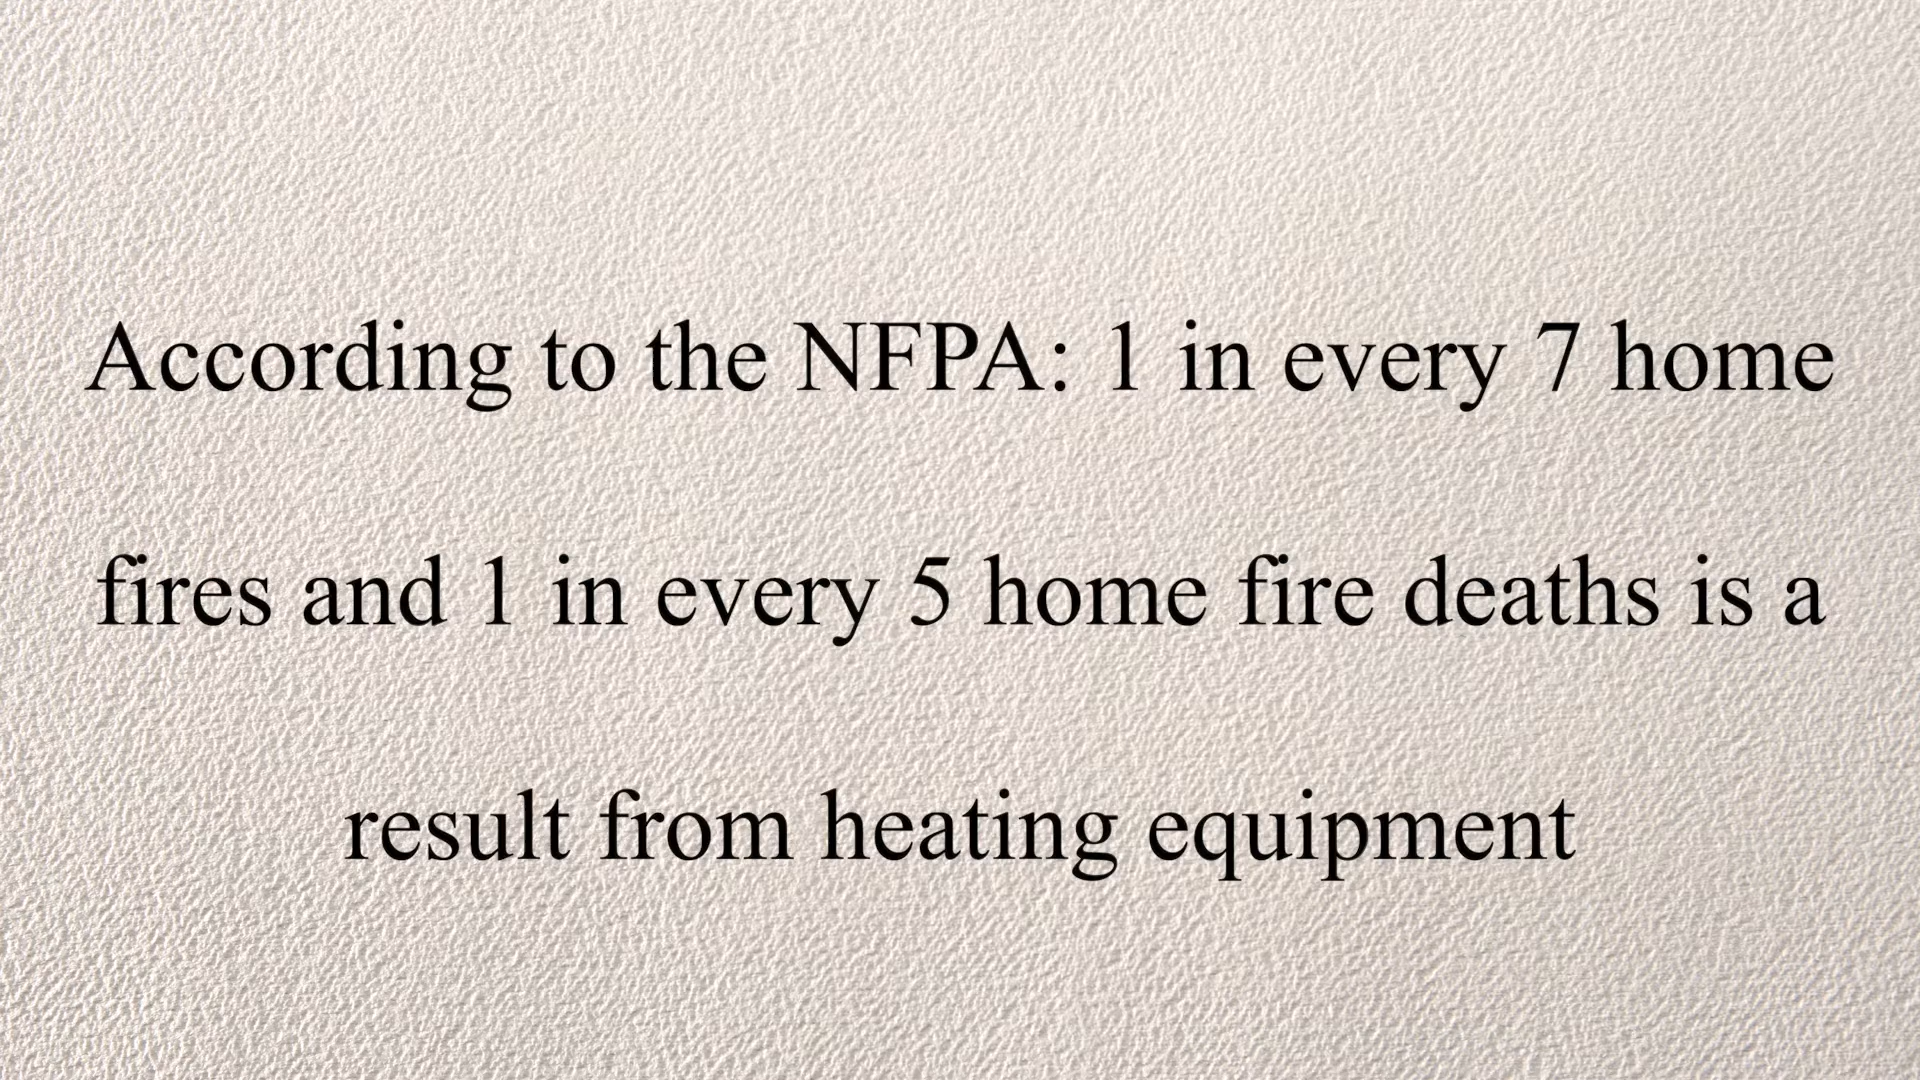 According to the NFPA: 1 in every 7 home
fires and 1 in every 5 home fire deaths is a
result from heating equipment